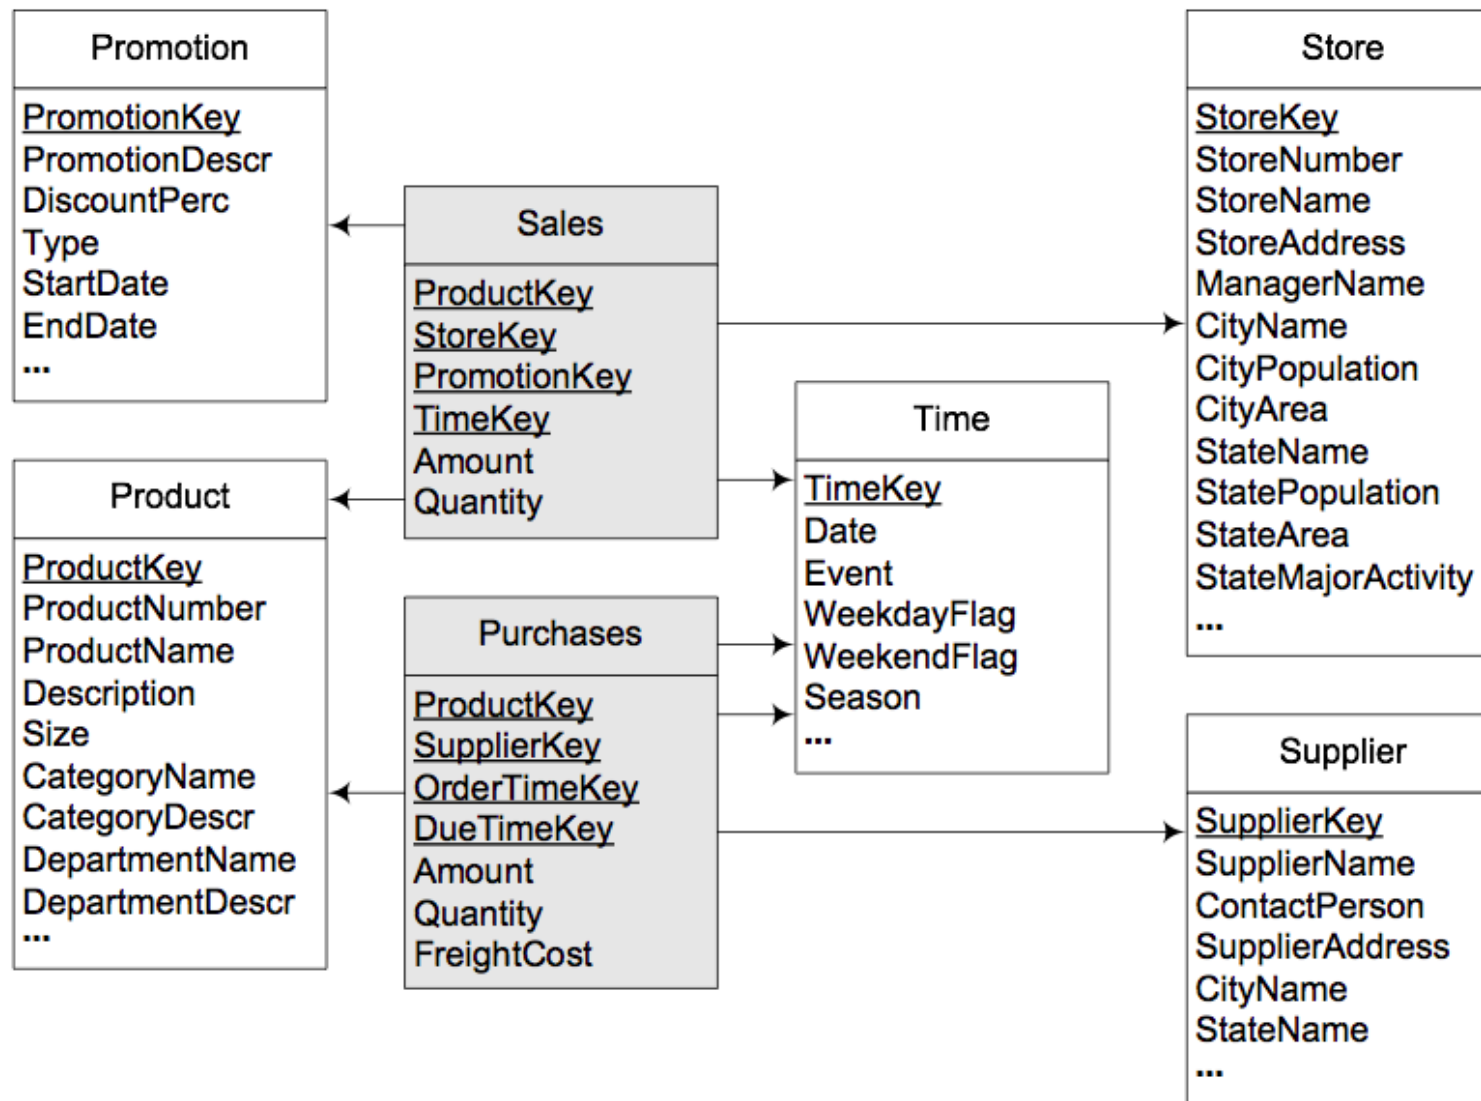 Promotion
PromotionKey
PromotionDescr
DiscountPerc
Type
StartDate
EndDate
...
Product
ProductKey
ProductNumber
ProductName
Description
Size
CategoryName
CategoryDescr
DepartmentName
DepartmentDescr
...
Sales
ProductKey
StoreKey
PromotionKey
TimeKey
Amount
Quantity
Purchases
ProductKey
SupplierKey
OrderTimeKey
DueTimeKey
Amount
Quantity
FreightCost
Time
TimeKey
Date
Event
WeekdayFlag
WeekendFlag
Season
...
Store
StoreKey
StoreNumber
StoreName
StoreAddress
ManagerName
CityName
CityPopulation
CityArea
StateName
StatePopulation
StateArea
StateMajorActivity
...
Supplier
SupplierKey
SupplierName
ContactPerson
SupplierAddress
CityName
StateName
...